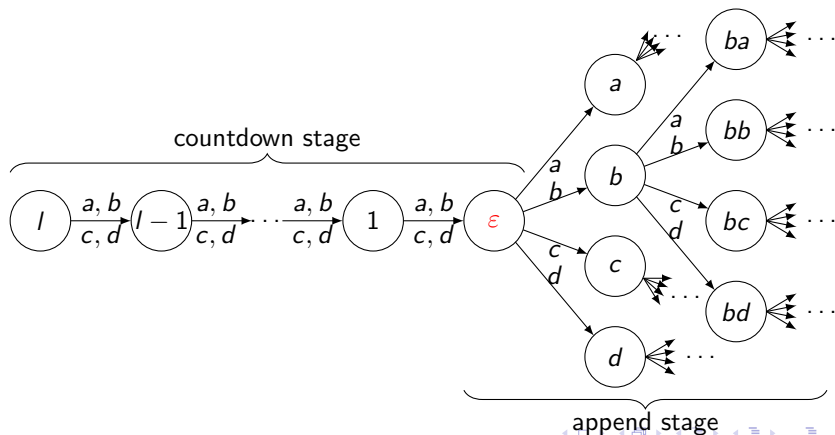 ba
a
countdown stage
a
b
bb
a
b
b
a, b
a, b
a, b
a, b
l
l − 1
· · ·
1
ε
bc
c, d
c, d
c, d
c, d
c
d
c
d
c
bd
d
append stage